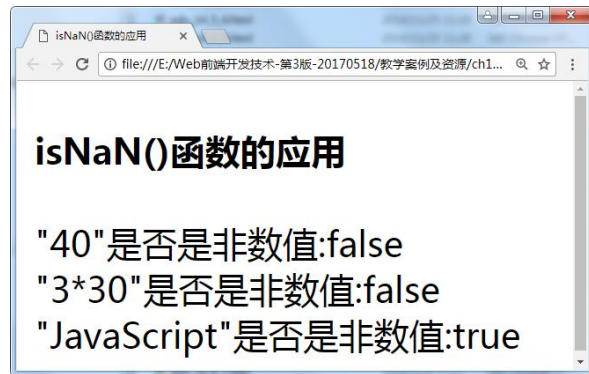 isNaN()函数的应用
file:///E:/Web前端开发技术-第3版-20170518/教学案例及资源/ch1...
isNaN()函数的应用
"40"是否是非数值:false
"3*30"是否是非数值:false
"JavaScript"是否是非数值:true